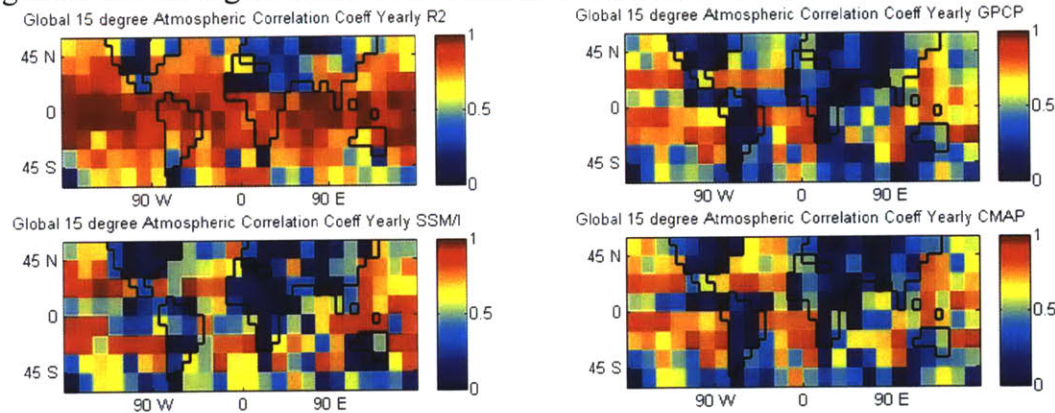 Global 15 degree Atmospheric Correlation Coeff Yearly R2
45 N
0
45 S
90 W 0 90 E
1
0.5
0
Global 15 degree Atmospheric Correlation Coeff Yearly GPCP
45 N
0
45 S
90 W 0 90 E
1
0.5
0
Global 15 degree Atmospheric Correlation Coeff Yearly SSM/I
45 N
0
45 S
90 W 0 90 E
1
0.5
0
Global 15 degree Atmospheric Correlation Coeff Yearly CMAP
45 N
0
45 S
90 W 0 90 E
1
0.5
0